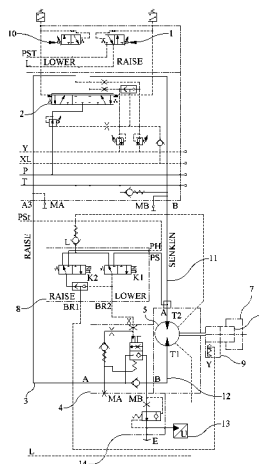 10 1
PST
L LOWER RAISE
2
Y
XL
P
T
A3 MA MB B
PSt
RAISE SENKEN
L PH
PS
11
K2 K1
8 RAISE LOWER
BR1 BR2
5 A T2 7
T1
Y 9
A B 12
3
4 MA MB
13
E
L 14